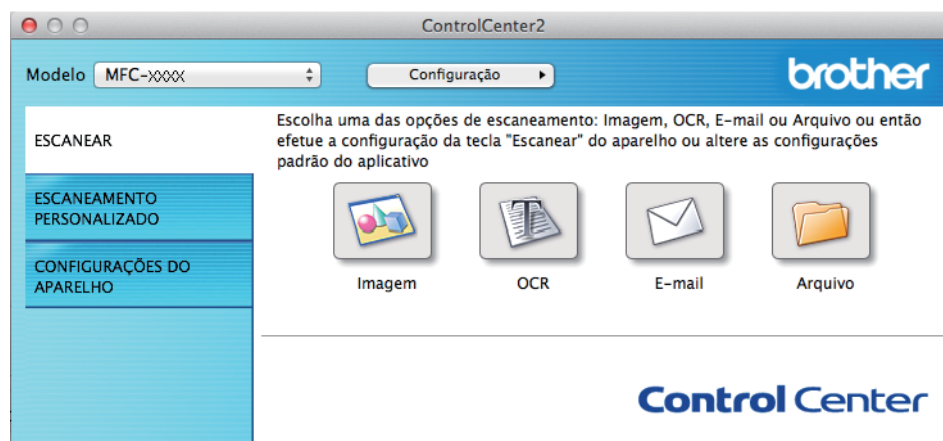 ControlCenter2
Modelo MFC-XXXX Configuração
brother
ESCANEAR
ESCANEAMENTO
PERSONALIZADO
CONFIGURAÇÕES DO
APARELHO
Escolha uma das opções de escaneamento: Imagem, OCR, E-mail ou Arquivo ou então
efetue a configuração da tecla "Escanear" do aparelho ou altere as configurações
padrão do aplicativo
Imagem OCR E-mail Arquivo
Control Center